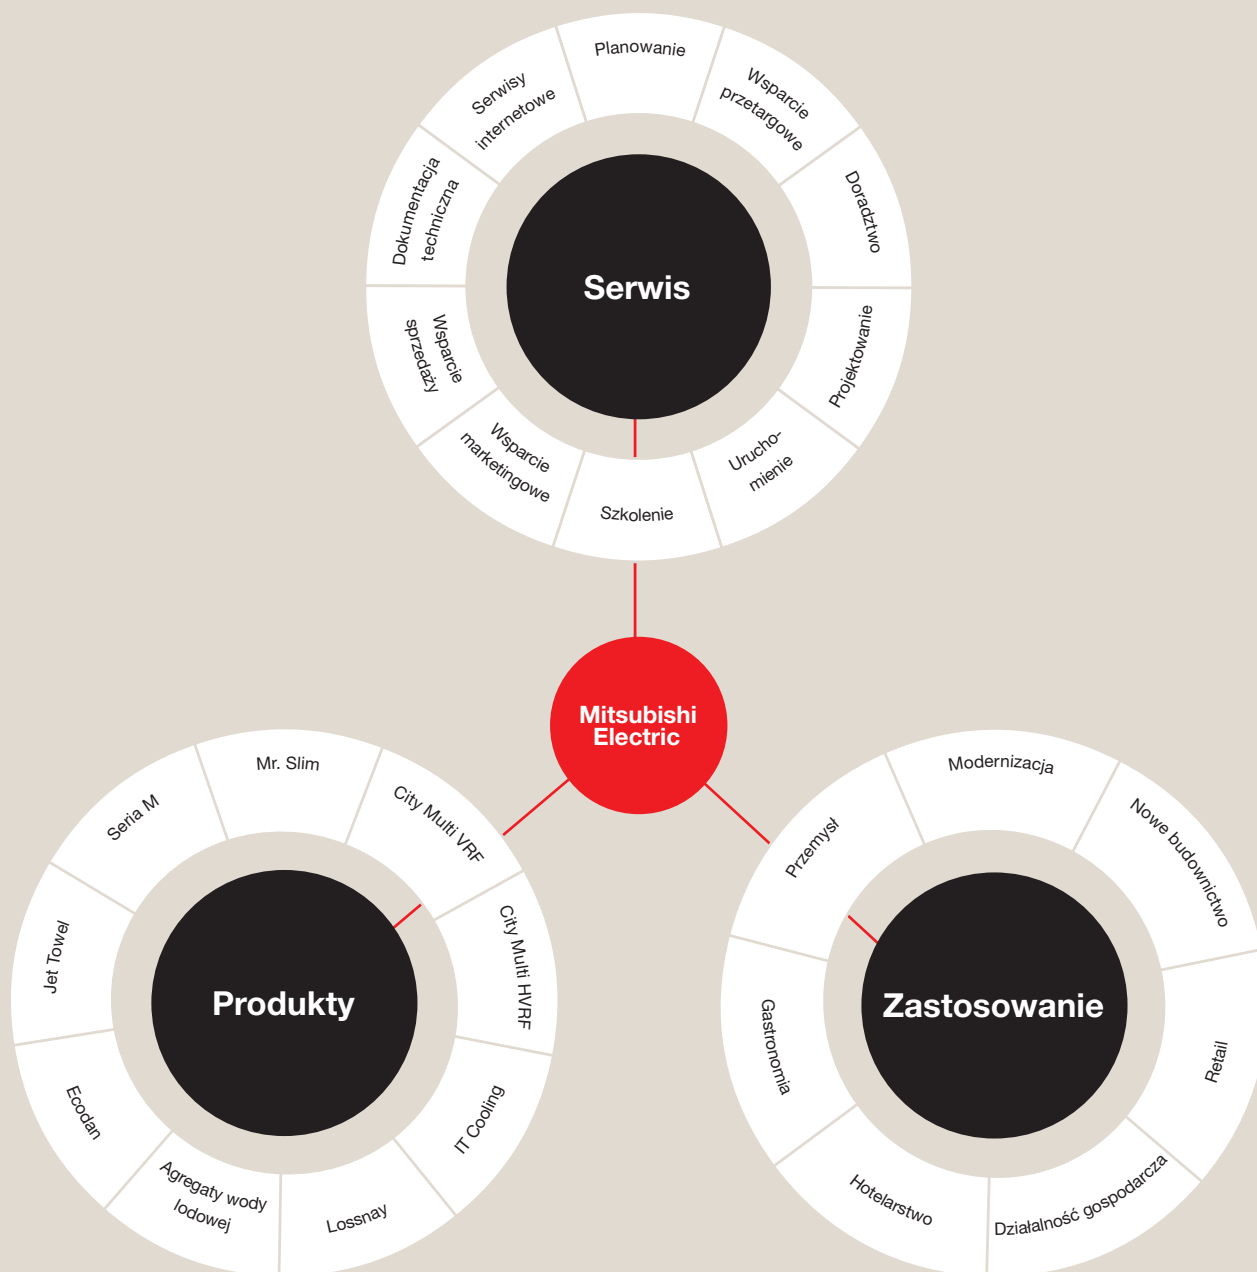 Planowanie
Wsparcie
przetargowe
Doradztwo
Projektowanie
Urucho-
mienie
Szkolenie
Wsparcie
marketingowe
Wsparcie
sprzedaży
Dokumentacja
techniczna
Serwisy
internetowe
Serwis
Mitsubishi
Electric
Mr. Slim
City Multi VRF
City Multi HVRF
IT Cooling
Lossnay
Agregaty wody
lodowej
Ecodan
Jet Towel
Seria M
Produkty
Modernizacja
Nowe budownictwo
Retail
Działalność gospodarcza
Hotelarstwo
Gastronomia
Przemysł
Zastosowanie